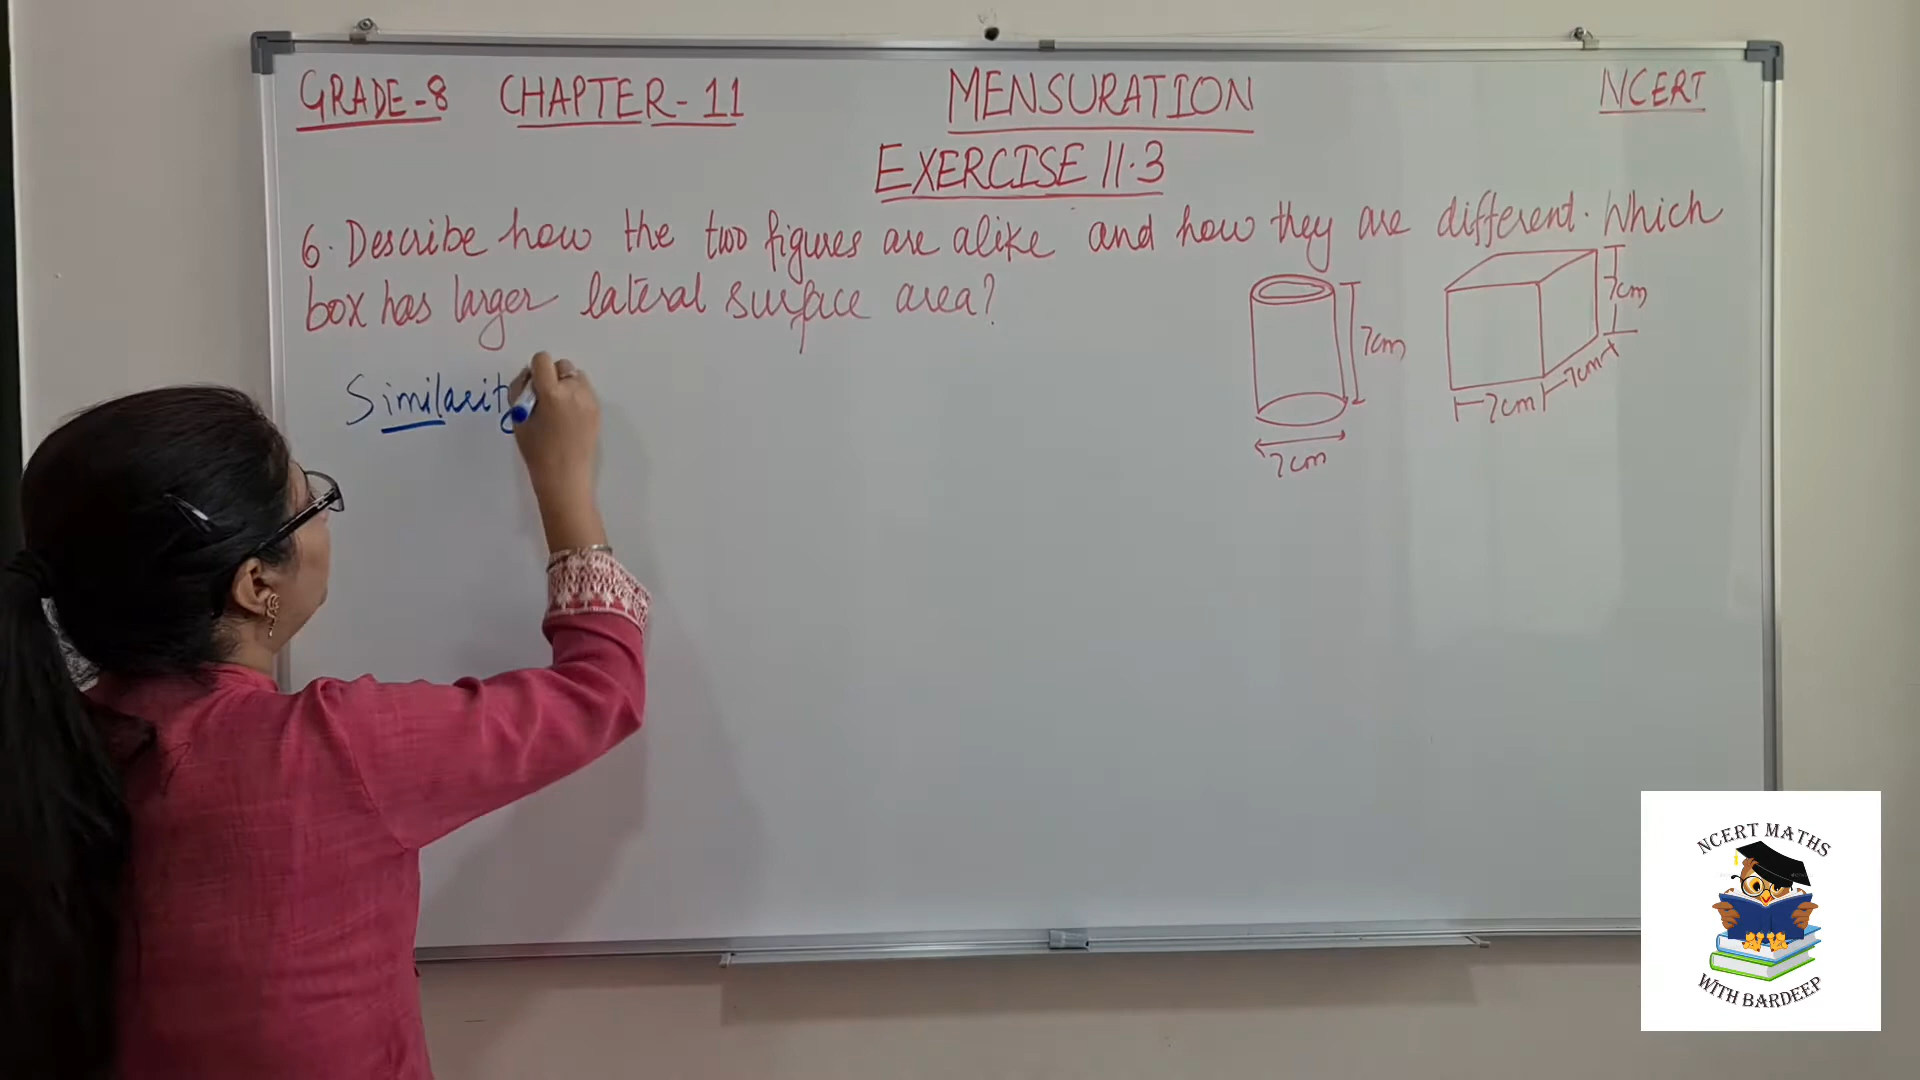 GRADE-8 CHAPTER-11 MENSURATION NCERT
EXERCISE 11.3
6. Describe how the two figures are alike and how they are different. Which
box has larger lateral surface area?
7cm
7cm
7cm
7cm
7cm
Similarity
NCERT MATHS
WITH BARDEEP